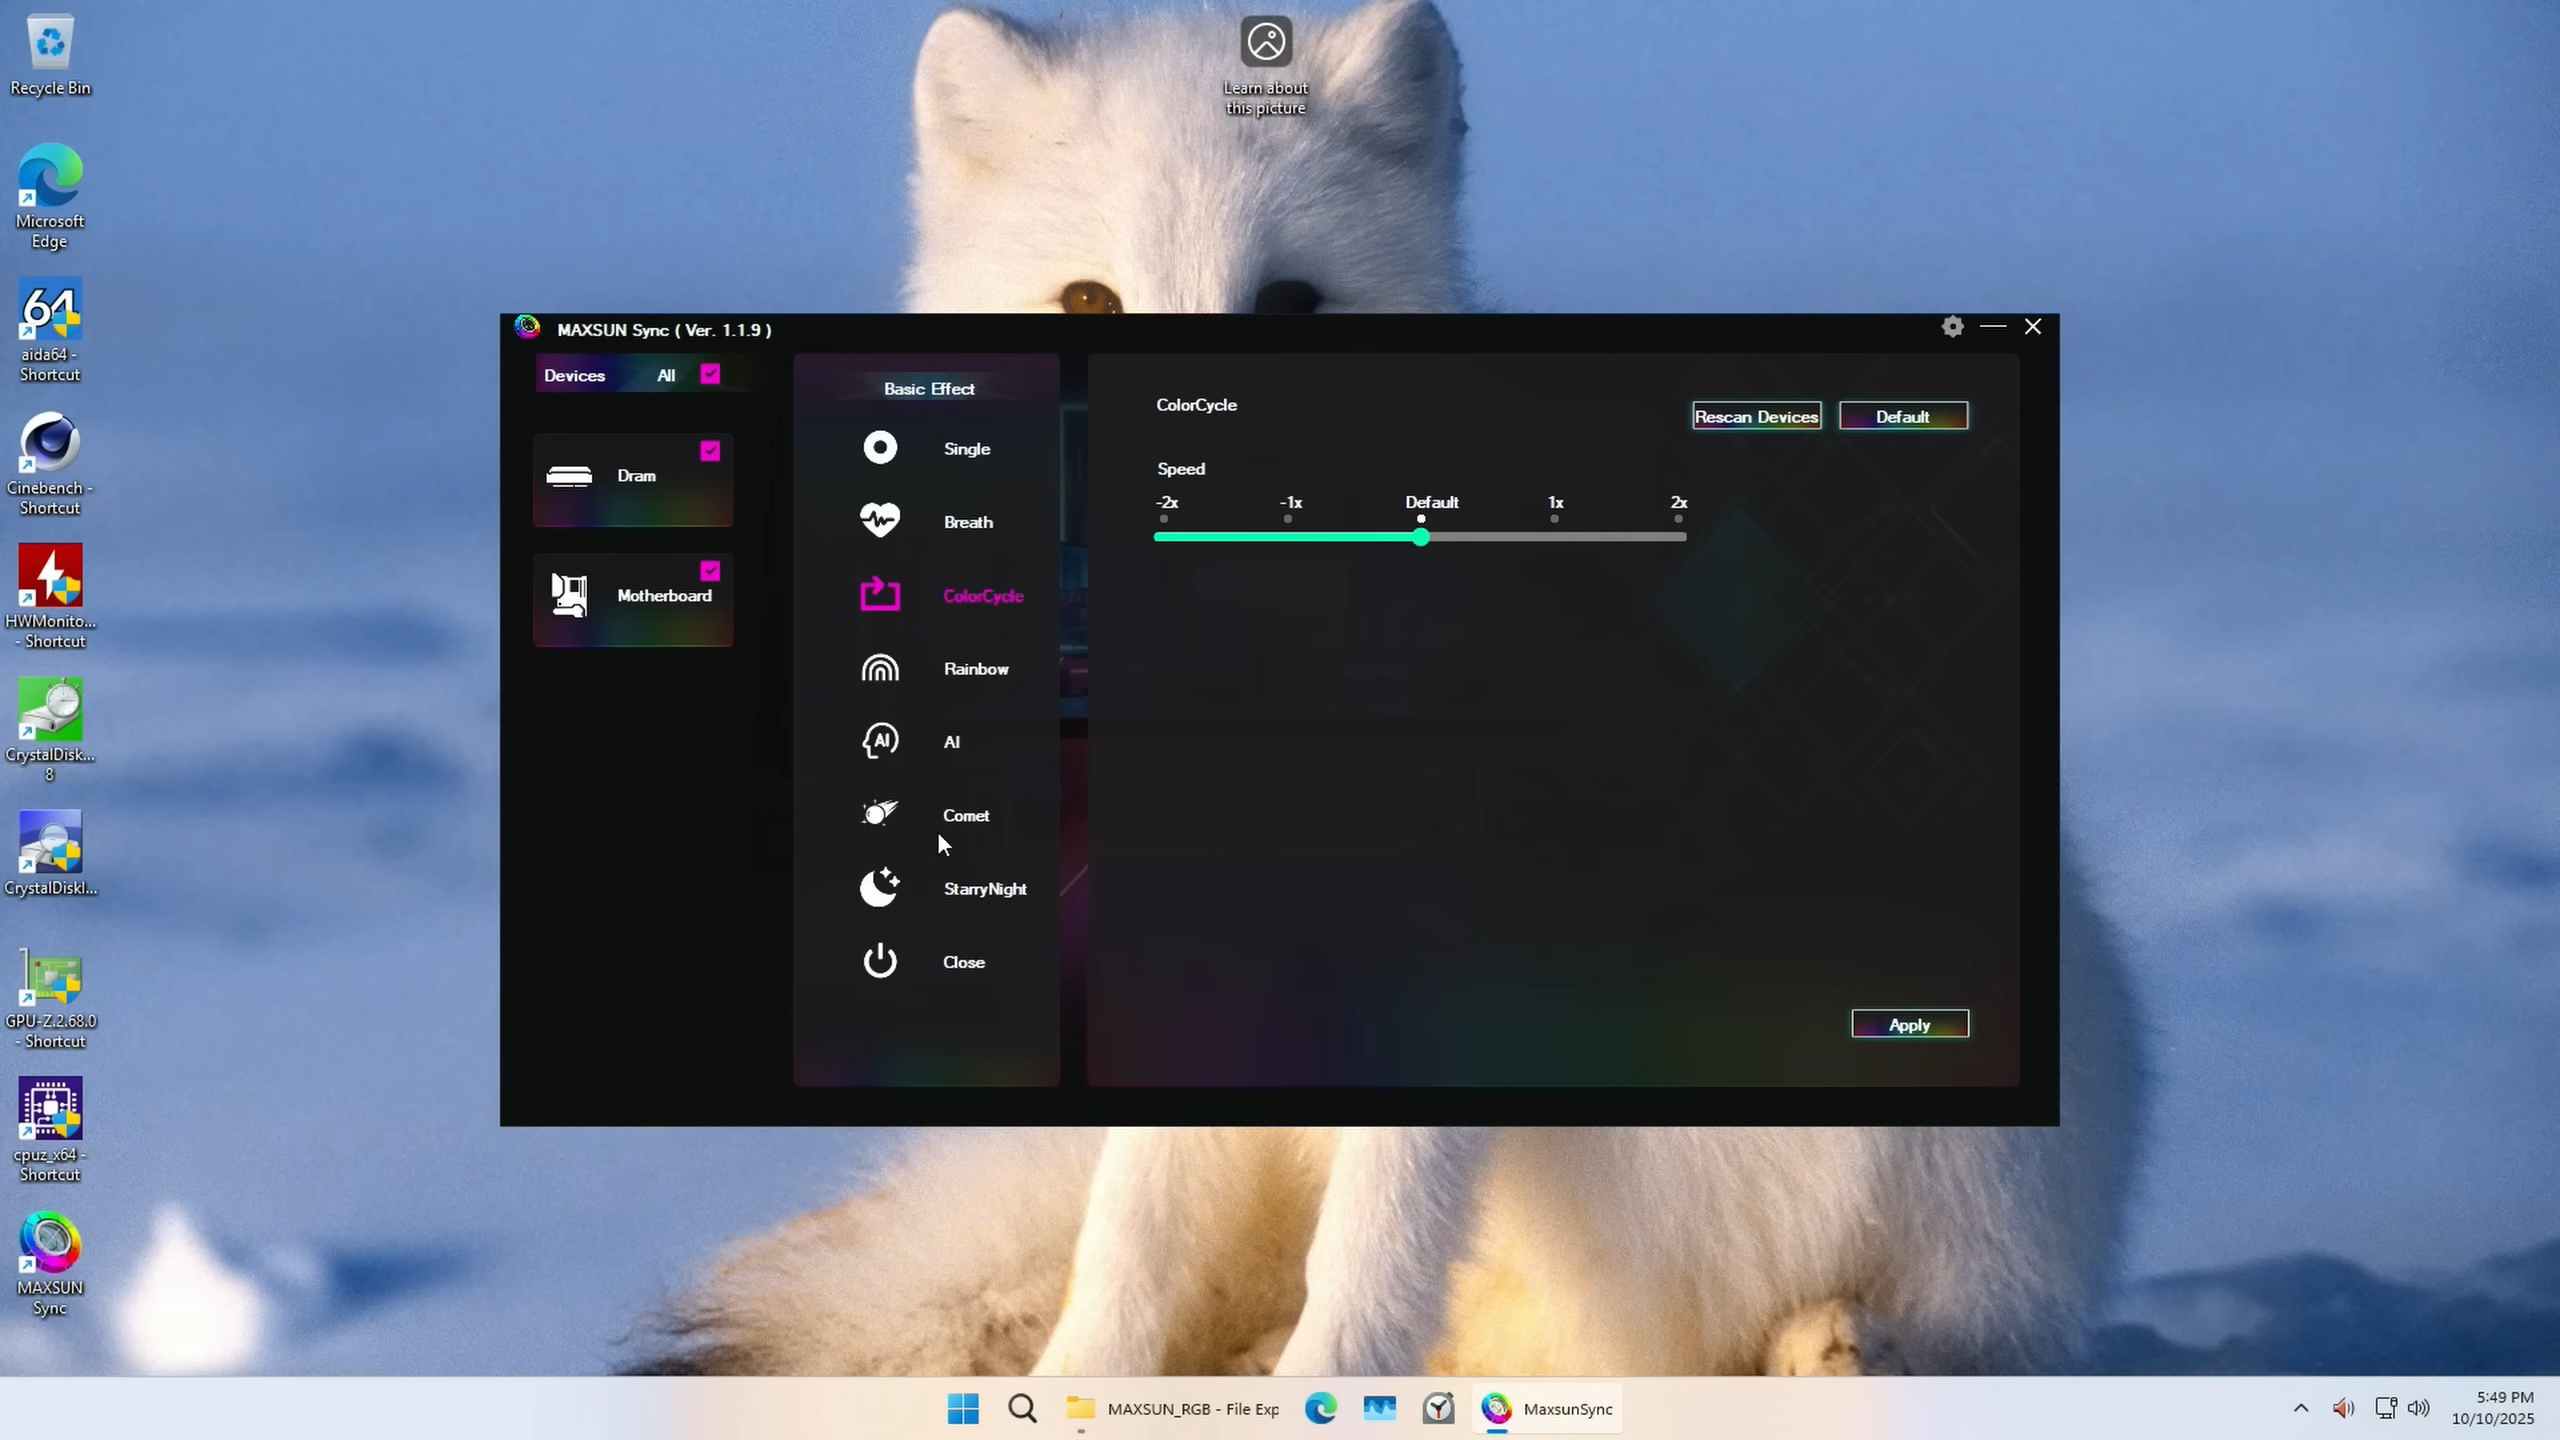 Recycle Bin
Microsoft
Edge
64
aida64 -
Shortcut
Cinebench -
Shortcut
HWMonito...
- Shortcut
CrystalDisk...
8
CrystalDiskI...
GPU-Z.2.68.0
- Shortcut
cpuz_x64 -
Shortcut
MAXSUN
Sync
Learn about
this picture
MAXSUN Sync ( Ver. 1.1.9 )
Devices All
Dram
Motherboard
Basic Effect
Single
Breath
ColorCycle
Rainbow
AI AI
Comet
StarryNight
Close
ColorCycle
Rescan Devices Default
Speed
-2x -1x Default 1x 2x
Apply
MAXSUN_RGB - File Exp
MaxsunSync
5:49 PM
10/10/2025